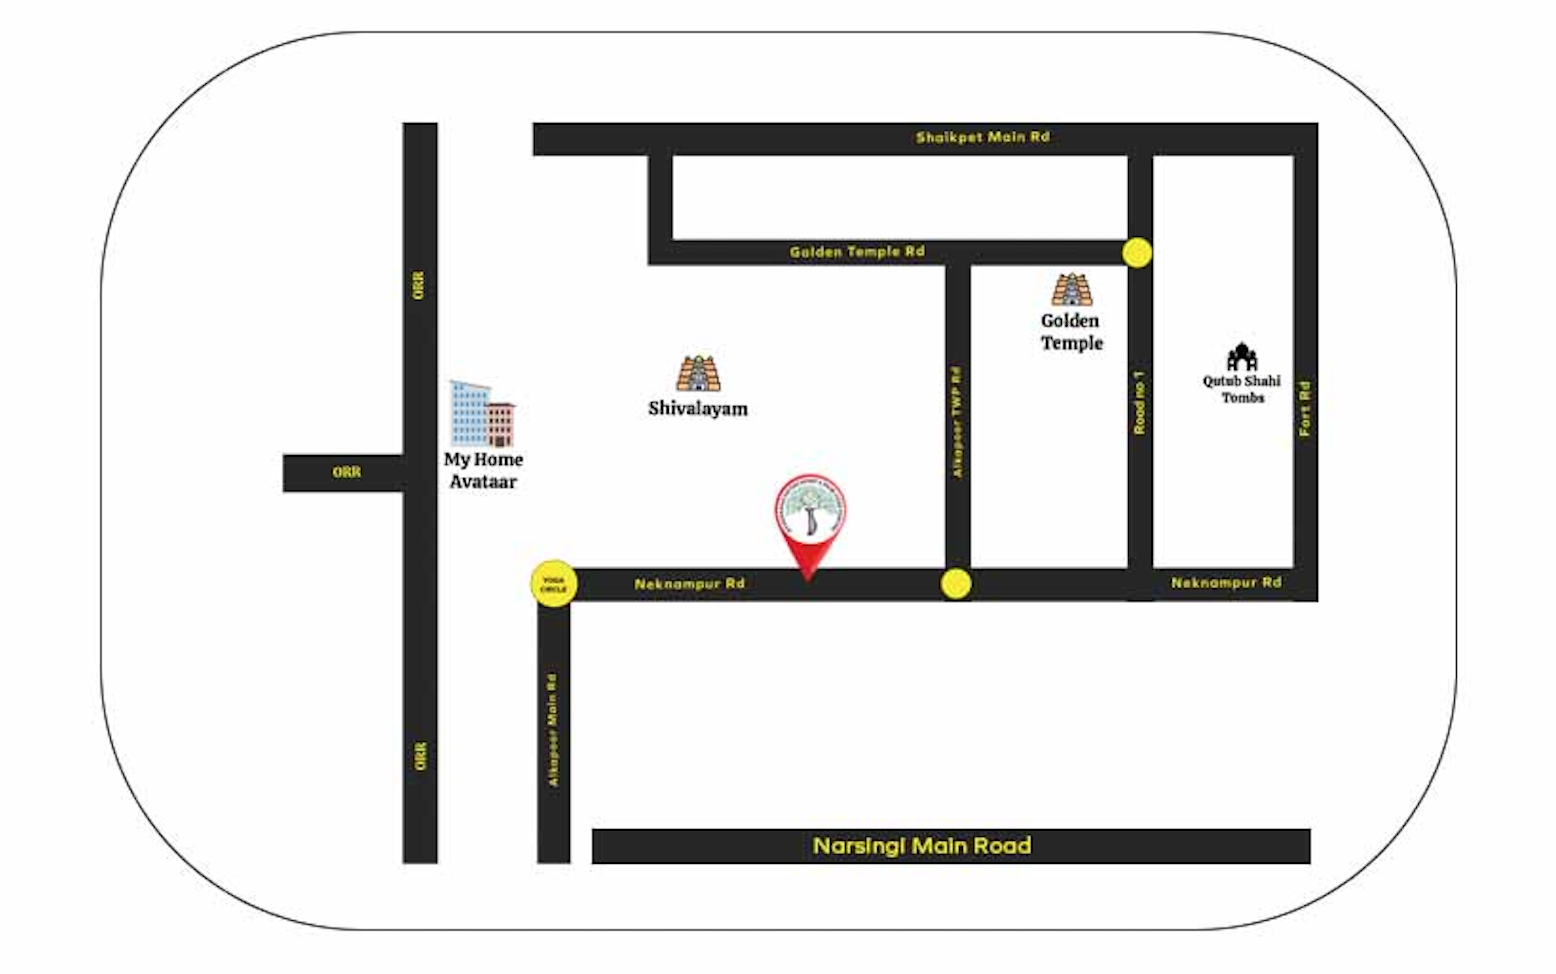 Shaikpet Main Rd
Golden Temple Rd
ORR
Golden
Temple
Shivalayam
Qutub Shahi
Tombs
Alkapoor TWP Rd
Road no 1
Fort Rd
My Home
Avataar
ORR
YOGA
CIRCLE
Neknampur Rd
Neknampur Rd
Alkapoor Main Rd
ORR
Narsingi Main Road